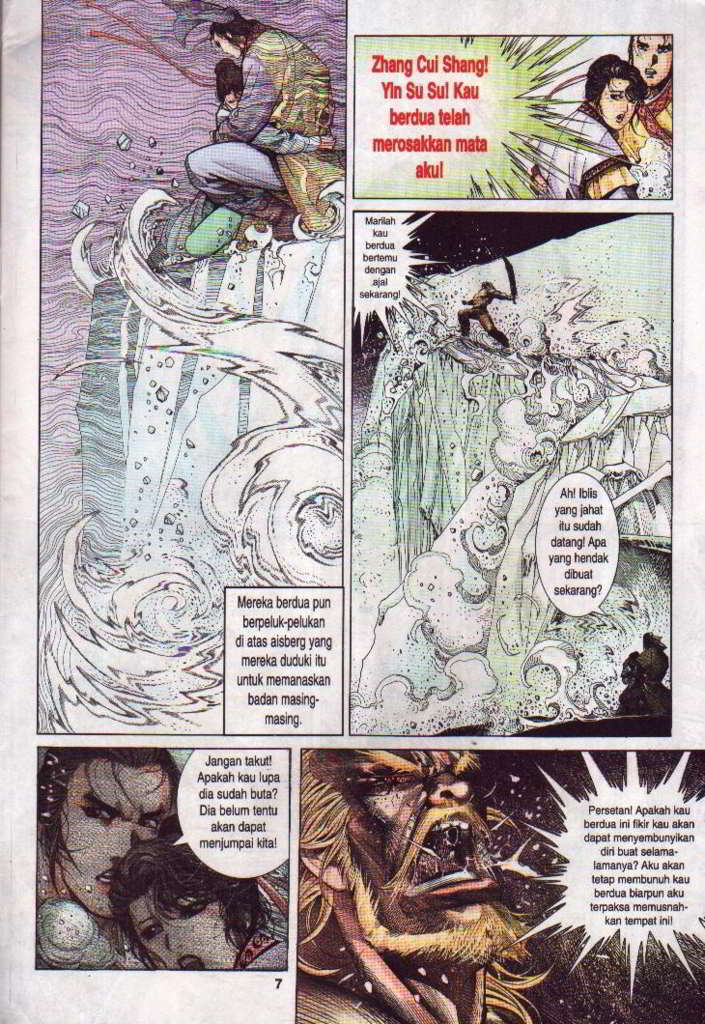 Mereka berdua pun
berpeluk-pelukan
di atas aisberg yang
mereka duduki itu
untuk memanaskan
badan masing-
masing.
Zhang Cui Shang!
Yin Su Su! Kau
berdua telah
merosakkan mata
aku!
Marilah
kau
berdua
bertemu
dengan
ajal
sekarang!
Ah! Iblis
yang jahat
itu sudah
datang! Apa
yang hendak
dibuat
sekarang?
Jangan takut!
Apakah kau lupa
dia sudah buta?
Dia belum tentu
akan dapat
menjumpai kita!
Persetan! Apakah kau
berdua ini fikir kau akan
dapat menyembunyikan
diri buat selama-
lamanya? Aku akan
tetap membunuh kau
berdua biarpun aku
terpaksa memusnah-
kan tempat ini!
7